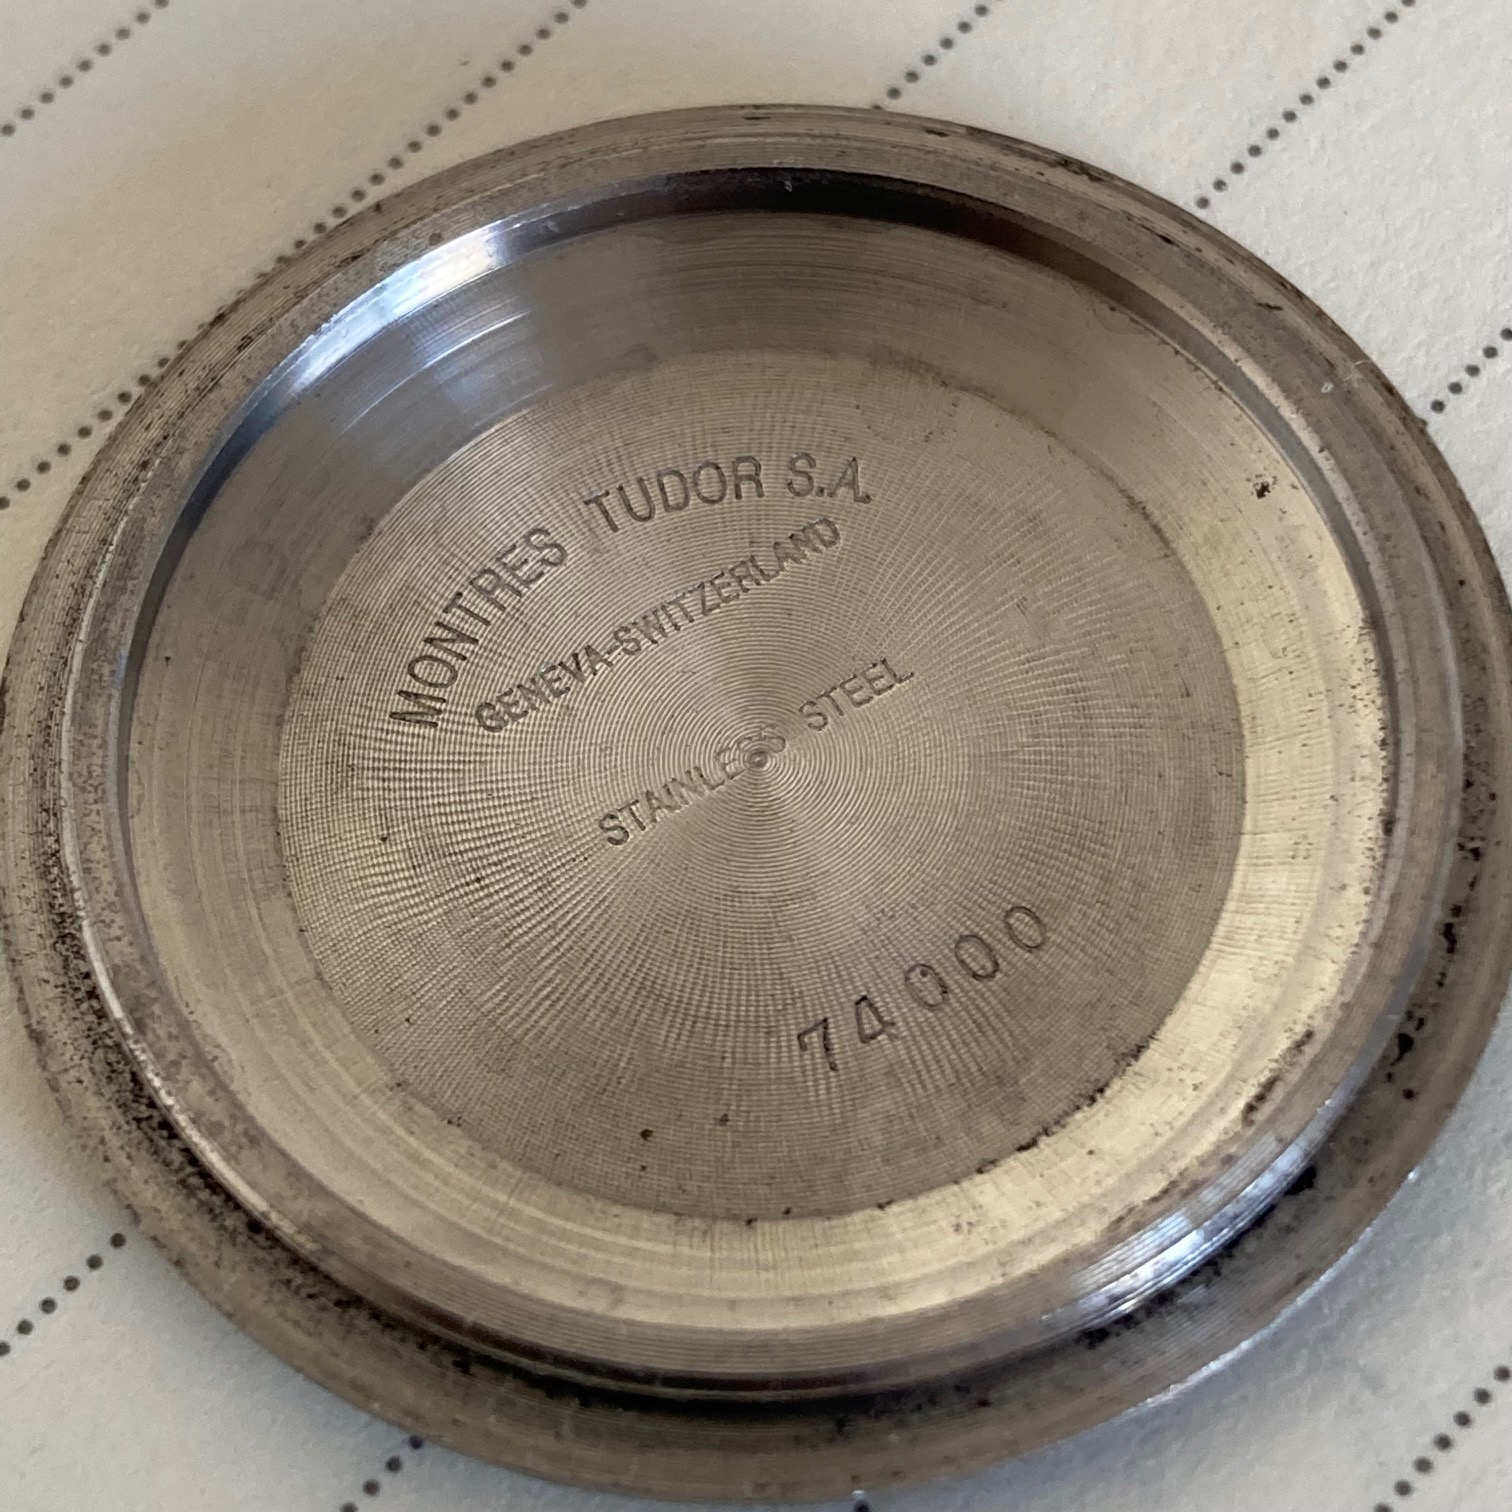 MONTRES TUDOR S.A.
GENEVA-SWITZERLAND
STAINLESS STEEL
74000